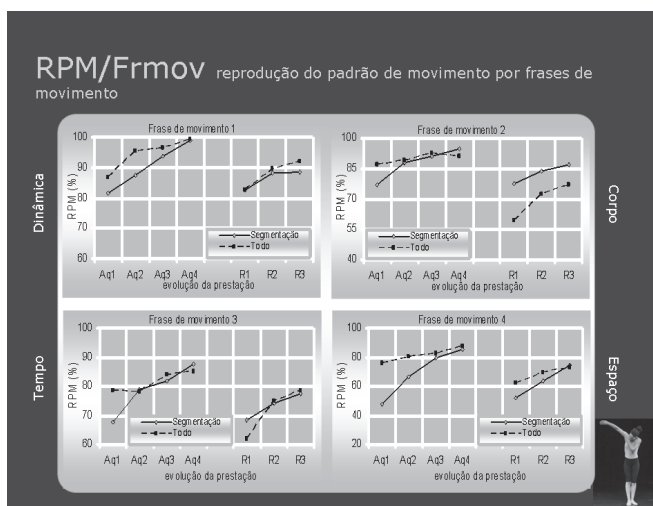 RPM/Frmov reprodução do padrão de movimento por frases de
movimento
Dinâmica
Frase de movimento 1
RPM (%)
100
90
80
70
60
Segmentação
Todo
Aq1 Aq2 Aq3 Aq4 R1 R2 R3
evolução da prestação
Frase de movimento 2
RPM (%)
100
85
70
55
40
Segmentação
Todo
Aq1 Aq2 Aq3 Aq4 R1 R2 R3
evolução da prestação
Corpo
Tempo
Frase de movimento 3
RPM (%)
100
90
80
70
60
Segmentação
Todo
Aq1 Aq2 Aq3 Aq4 R1 R2 R3
evolução da prestação
Frase de movimento 4
RPM (%)
100
80
60
40
20
Segmentação
Todo
Aq1 Aq2 Aq3 Aq4 R1 R2 R3
evolução da prestação
Espaço